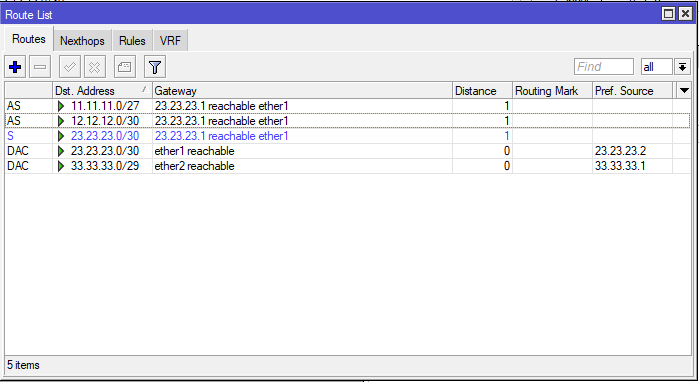 Route List
Routes Nexthops Rules VRF
Find all
Dst. Address Gateway Distance Routing Mark Pref. Source
AS 11.11.11.0/27 23.23.23.1 reachable ether1 1
AS 12.12.12.0/30 23.23.23.1 reachable ether1 1
S 23.23.23.0/30 23.23.23.1 reachable ether1 1
DAC 23.23.23.0/30 ether1 reachable 0 23.23.23.2
DAC 33.33.33.0/29 ether2 reachable 0 33.33.33.1
5 items